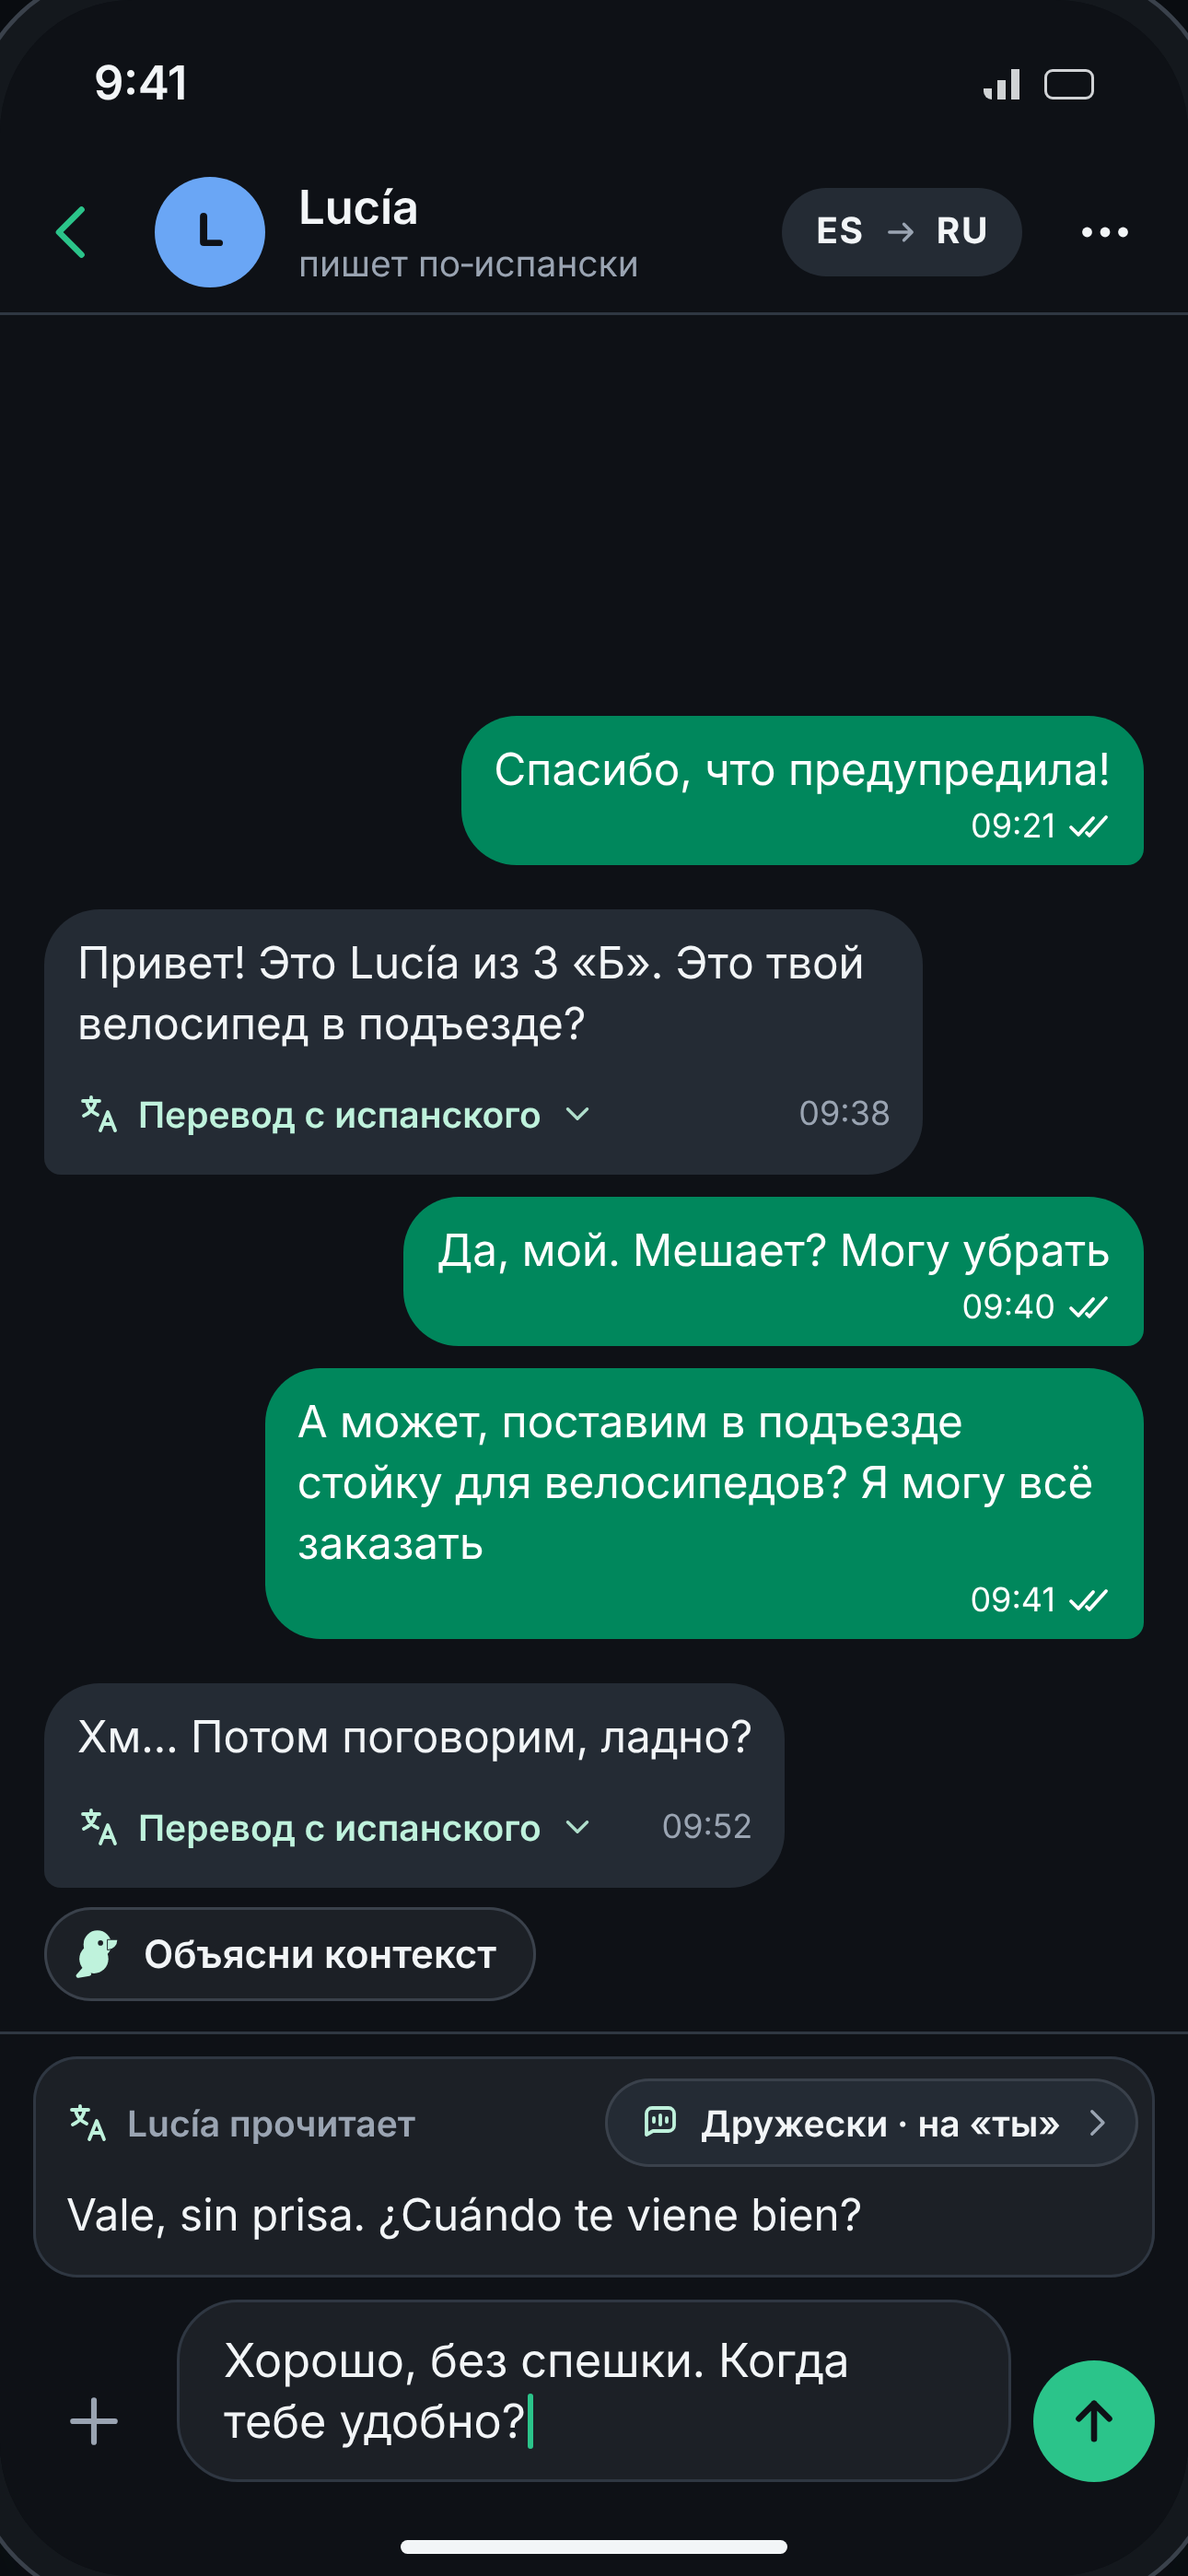 9:41
L
Lucía
пишет по-испански
ES → RU
Спасибо, что предупредила!
09:21
Привет! Это Lucía из 3 «Б». Это твой
велосипед в подъезде?
Перевод с испанского
09:38
Да, мой. Мешает? Могу убрать
09:40
А может, поставим в подъезде
стойку для велосипедов? Я могу всё
заказать
09:41
Хм... Потом поговорим, ладно?
Перевод с испанского
09:52
Объясни контекст
Lucía прочитает
Дружески · на «ты»
Vale, sin prisa. ¿Cuándo te viene bien?
Хорошо, без спешки. Когда
тебе удобно?